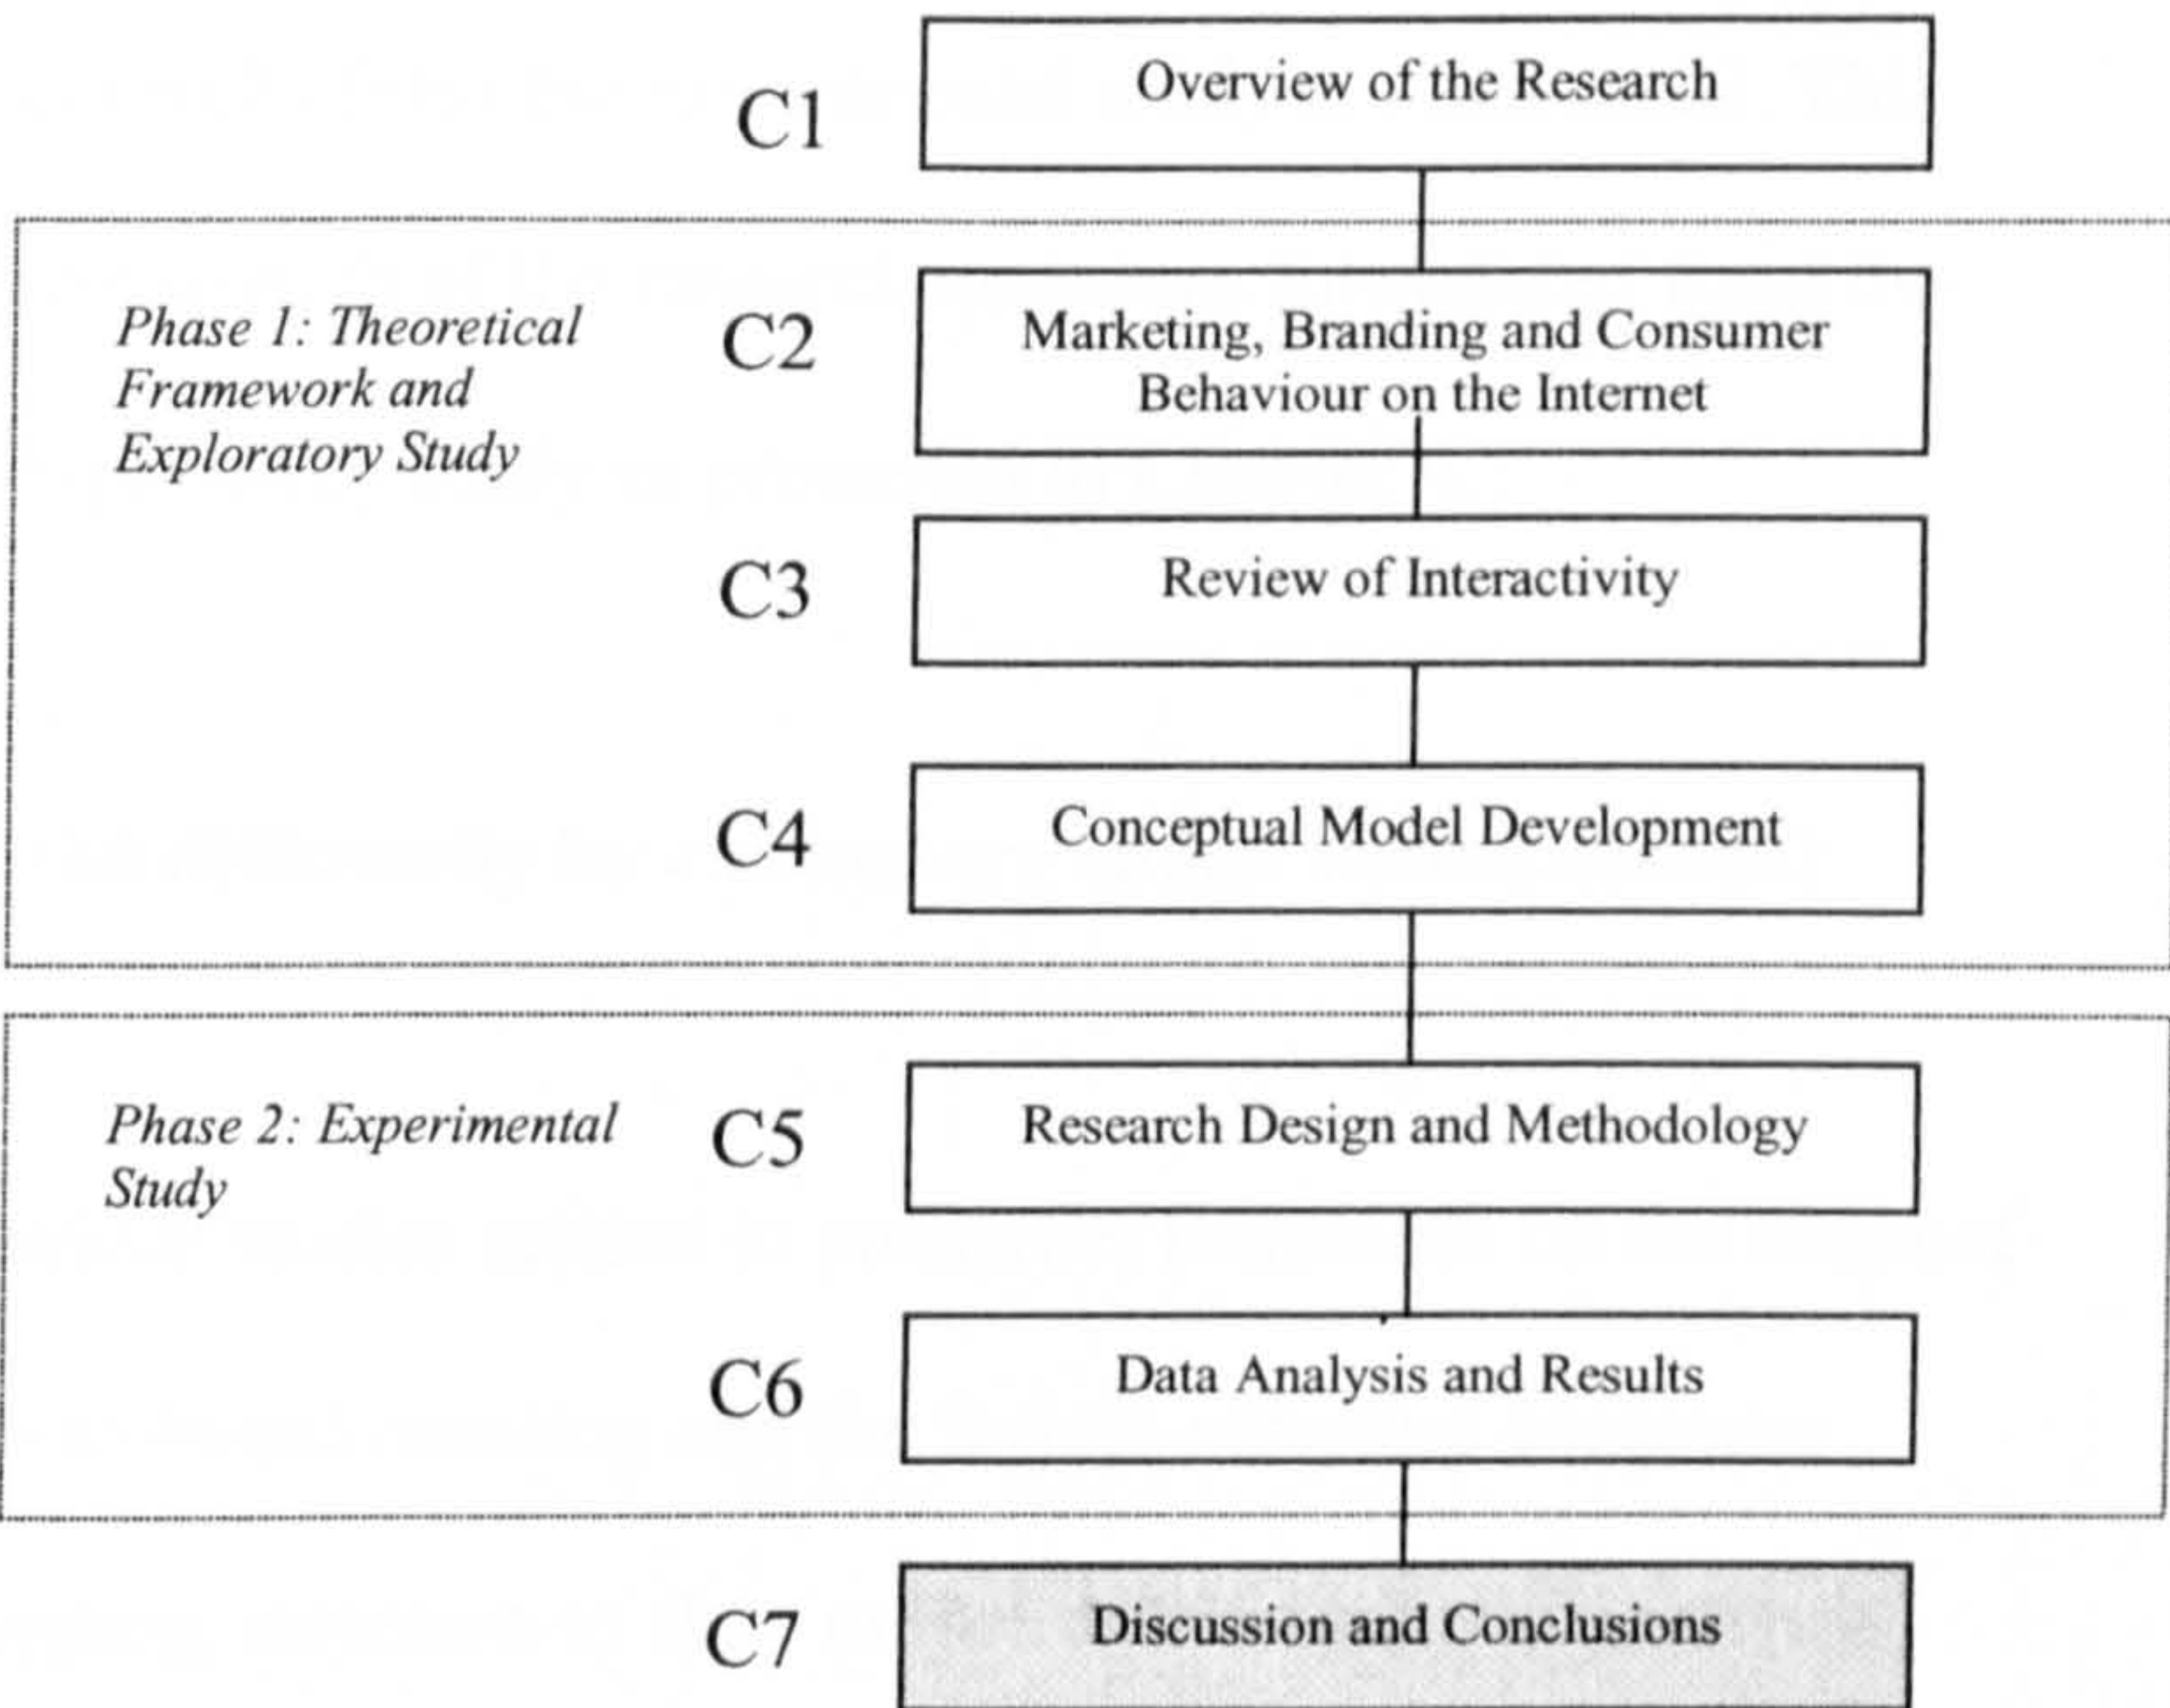 C1
Overview of the Research
Phase 1: Theoretical
Framework and
Exploratory Study
C2
Marketing, Branding and Consumer
Behaviour on the Internet
C3
Review of Interactivity
C4
Conceptual Model Development
Phase 2: Experimental
Study
C5
Research Design and Methodology
C6
Data Analysis and Results
C7
Discussion and Conclusions